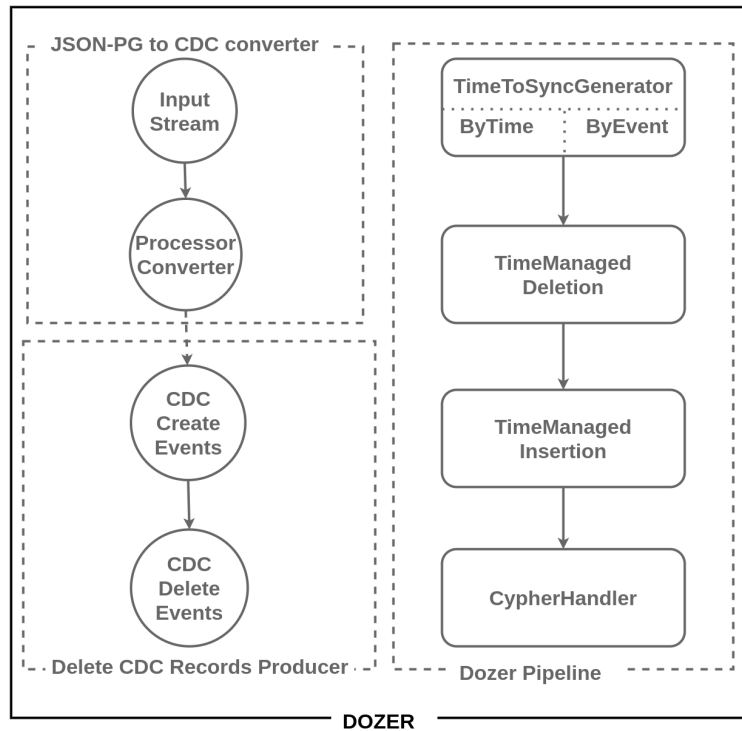 JSON-PG to CDC converter
Input
Stream
Processor
Converter
CDC
Create
Events
CDC
Delete
Events
Delete CDC Records Producer
TimeToSyncGenerator
ByTime
ByEvent
TimeManaged
Deletion
TimeManaged
Insertion
CypherHandler
Dozer Pipeline
DOZER